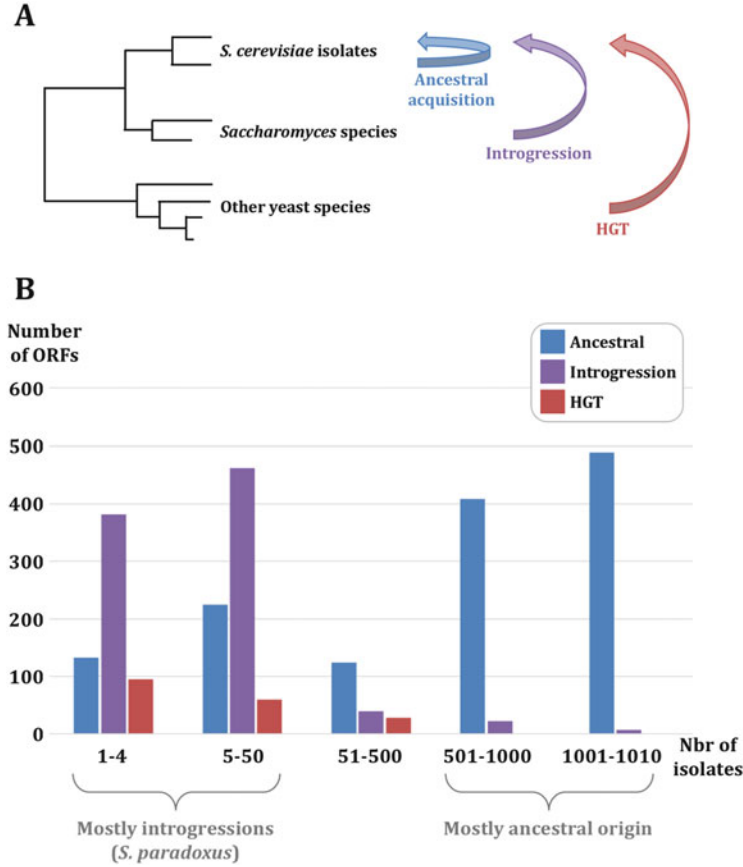 A
S. cerevisiae isolates
Ancestral
acquisition
Saccharomyces species
Introgression
Other yeast species
HGT
B
Number
of ORFs
Ancestral
Introgression
HGT
600
500
400
300
200
100
0
1-4
5-50
51-500
501-1000
1001-1010
Nbr of
isolates
Mostly introgressions
(S. paradoxus)
Mostly ancestral origin